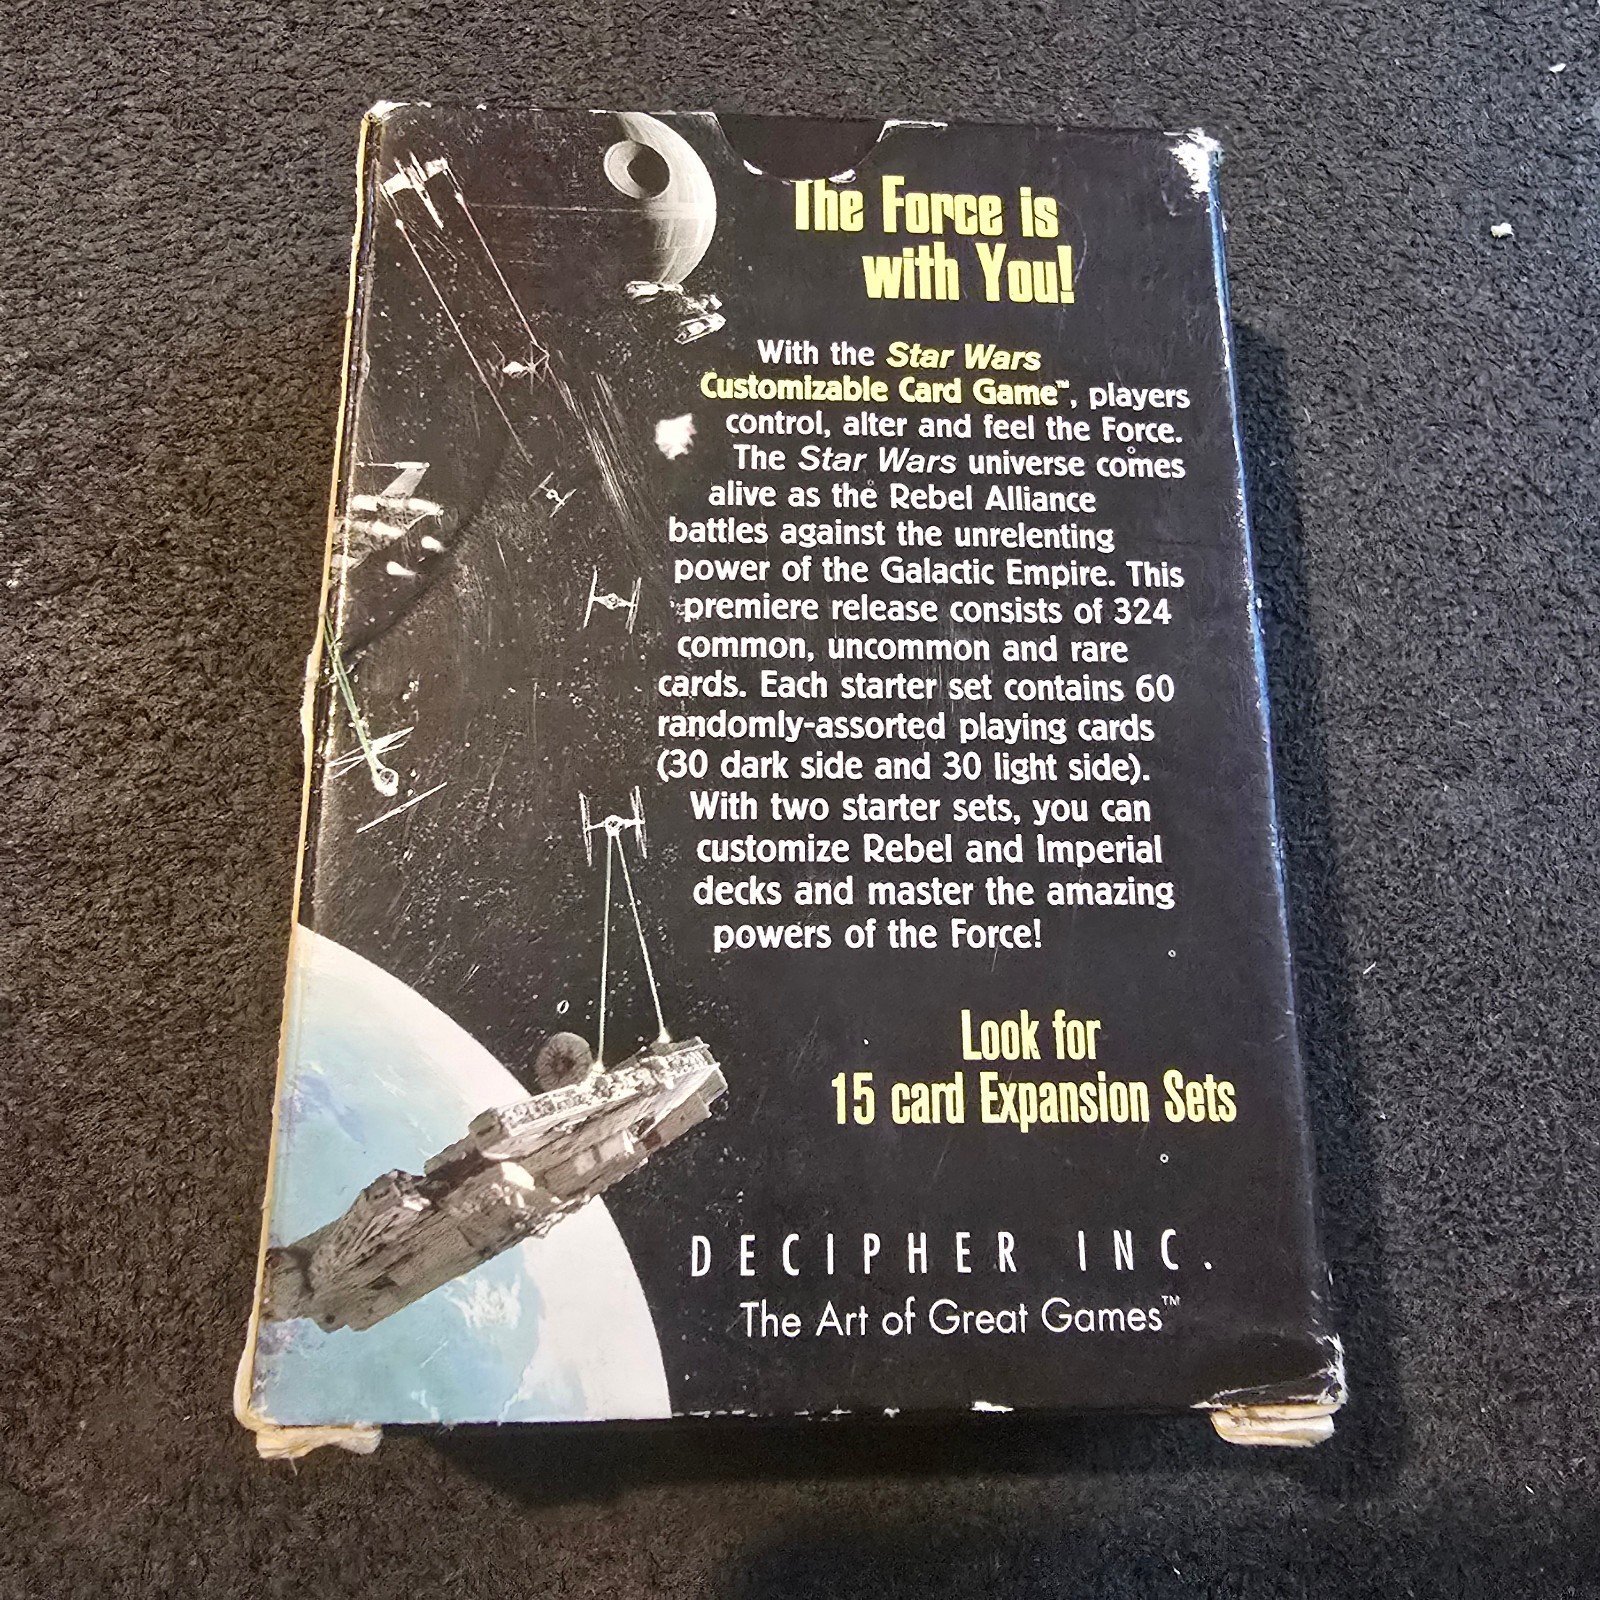 The Force is
with You!
With the Star Wars
Customizable Card Game™, players
control, alter and feel the Force.
The Star Wars universe comes
alive as the Rebel Alliance
battles against the unrelenting
power of the Galactic Empire. This
premiere release consists of 324
common, uncommon and rare
cards. Each starter set contains 60
randomly-assorted playing cards
(30 dark side and 30 light side).
With two starter sets, you can
customize Rebel and Imperial
decks and master the amazing
powers of the Force!
Look for
15 card Expansion Sets
DECIPHER INC.
The Art of Great Games™